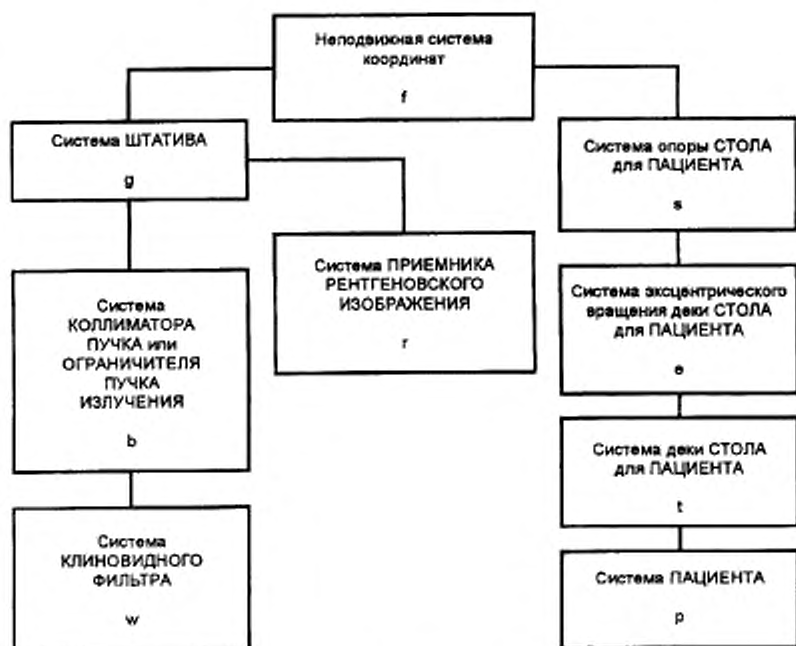 Неподвижная система
координат
f
Система ШТАТИВА
g
Система опоры СТОЛА
для ПАЦИЕНТА
s
Система ПРИЕМНИКА
РЕНТГЕНОВСКОГО
ИЗОБРАЖЕНИЯ
r
Система
КОЛЛИМАТОРА
ПУЧКА или
ОГРАНИЧИТЕЛЯ
ПУЧКА
ИЗЛУЧЕНИЯ
b
Система эксцентрического
вращения деки СТОЛА
для ПАЦИЕНТА
e
Система деки СТОЛА
для ПАЦИЕНТА
t
Система
КЛИНОВИДНОГО
ФИЛЬТРА
w
Система ПАЦИЕНТА
p